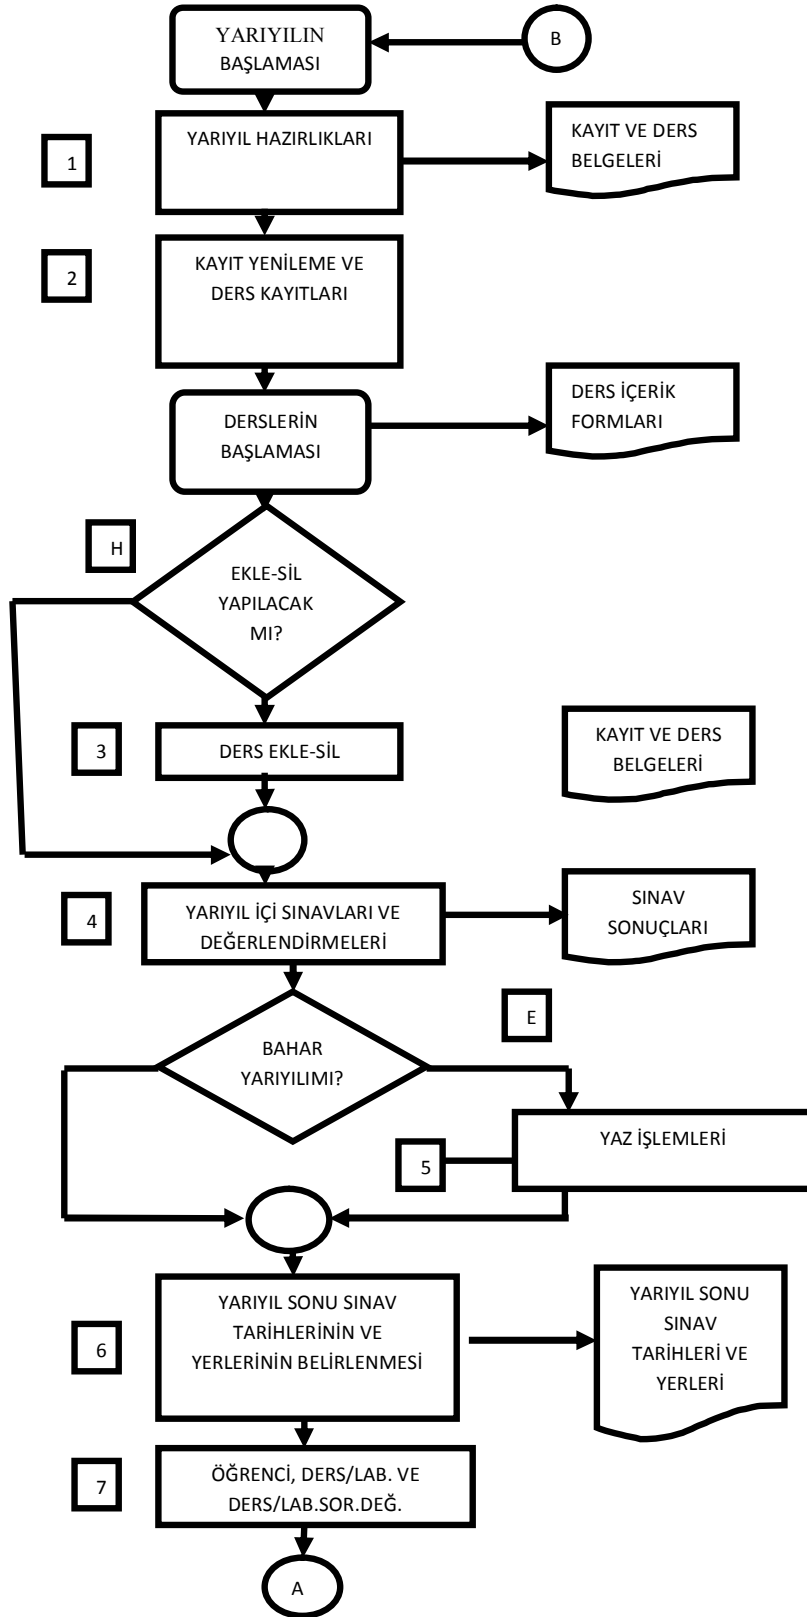 YARIYILIN
BAŞLAMASI
B
1
YARIYIL HAZIRLIKLARI
KAYIT VE DERS
BELGELERİ
2
KAYIT YENİLEME VE
DERS KAYITLARI
DERSLERİN
BAŞLAMASI
DERS İÇERİK
FORMLARI
H
EKLE-SİL
YAPILACAK
MI?
3
DERS EKLE-SİL
KAYIT VE DERS
BELGELERİ
4
YARIYIL İÇİ SINAVLARI VE
DEĞERLENDİRMELERİ
SINAV
SONUÇLARI
E
BAHAR
YARIYILIMI?
5
YAZ İŞLEMLERİ
6
YARIYIL SONU SINAV
TARİHLERİNİN VE
YERLERİNİN BELİRLENMESİ
YARIYIL SONU
SINAV
TARİHLERİ VE
YERLERİ
7
ÖĞRENCİ, DERS/LAB. VE
DERS/LAB.SOR.DEĞ.
A